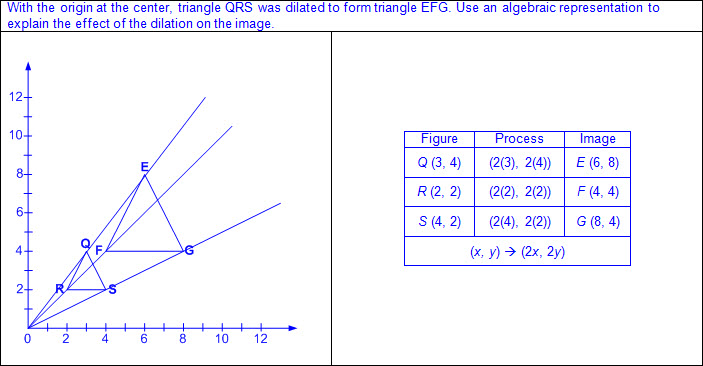 With the origin at the center, triangle QRS was dilated to form triangle EFG. Use an algebraic representation to
explain the effect of the dilation on the image.
12
10
8
6
4
2
E
Q
F
G
R
S
0 2 4 6 8 10 12
Figure Process Image
Q (3, 4) (2(3), 2(4)) E (6, 8)
R (2, 2) (2(2), 2(2)) F (4, 4)
S (4, 2) (2(4), 2(2)) G (8, 4)
(x, y) → (2x, 2y)